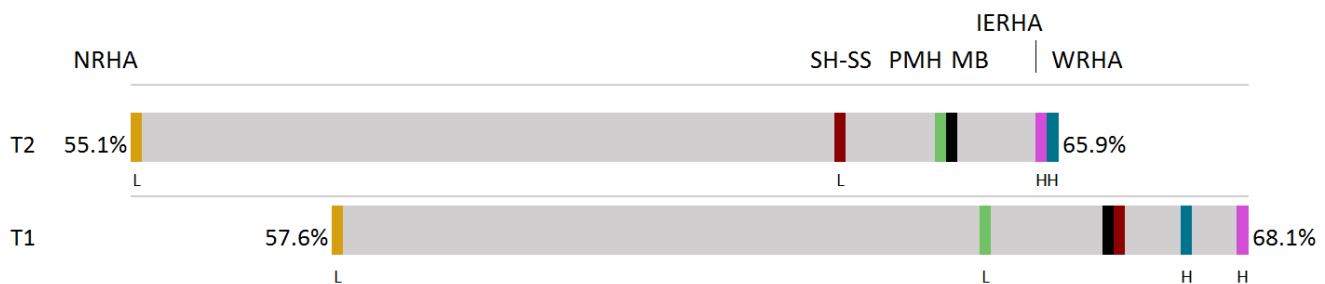 IERHA
NRHA SH-SS PMH MB WRHA
T2 55.1% 65.9%
L L HH
T1 57.6% 68.1%
L L H H